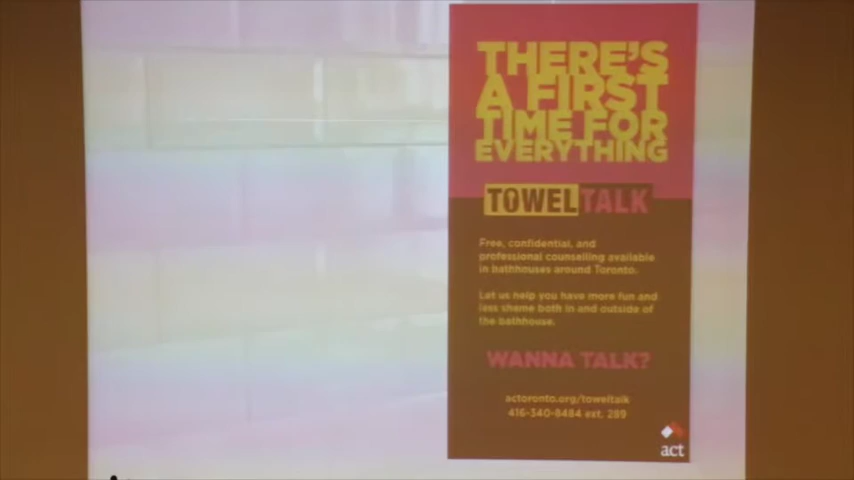 THERE'S
A FIRST
TIME FOR
EVERYTHING
TOWELTALK
Free, confidential, and
professional counselling available
in bathhouses around Toronto.
Let us help you have more fun and
less shame both in and outside of
the bathhouse.
WANNA TALK?
actoronto.org/toweltalk
416-340-8484 ext. 289
act